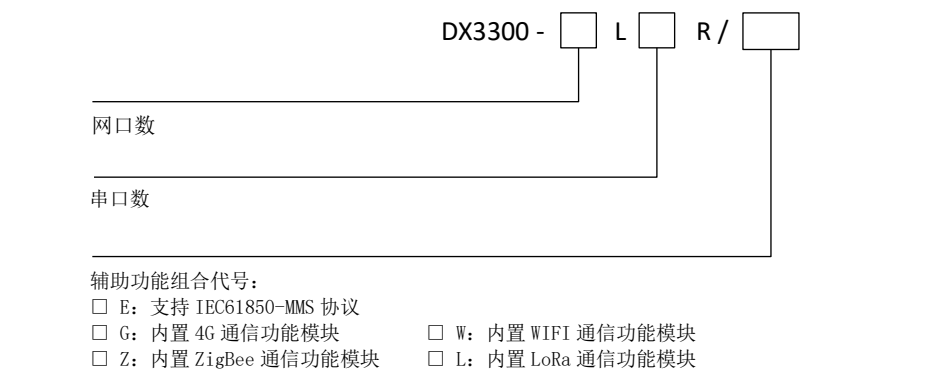 DX3300 - □ L □ R / □
网口数
串口数
辅助功能组合代号：
□ E：支持 IEC61850-MMS 协议
□ G：内置 4G 通信功能模块 □ W：内置 WIFI 通信功能模块
□ Z：内置 ZigBee 通信功能模块 □ L：内置 LoRa 通信功能模块